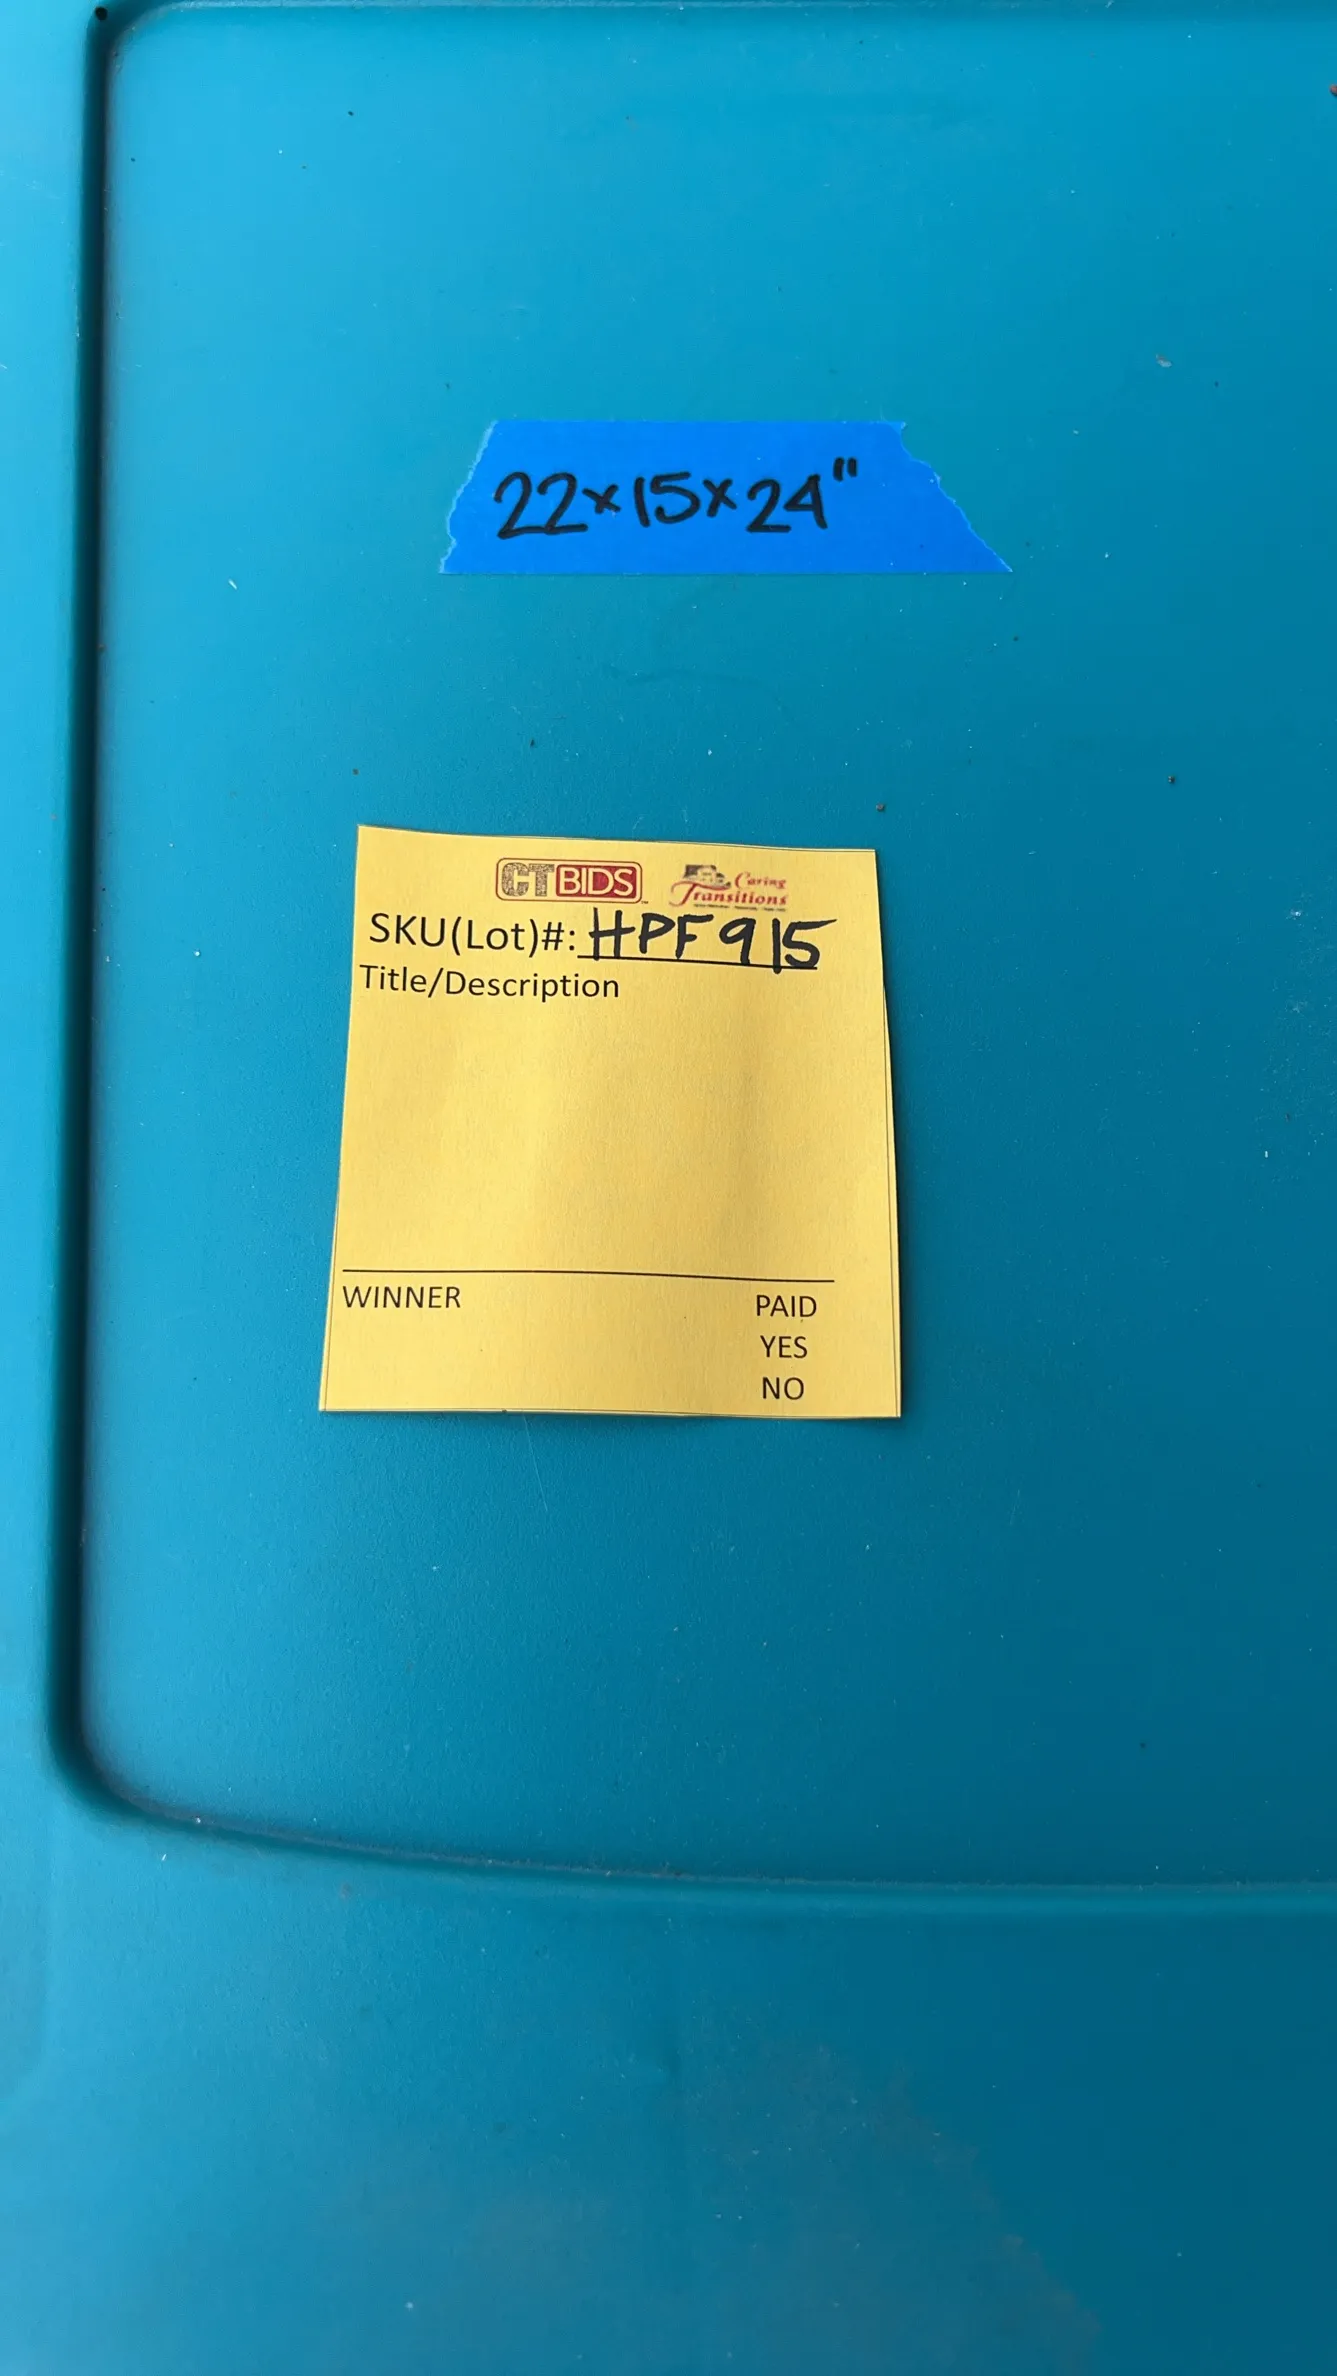 22x15x24"
CTBIDS Caring
Transitions
SKU(Lot)#: HPF915
Title/Description
WINNER PAID
YES
NO